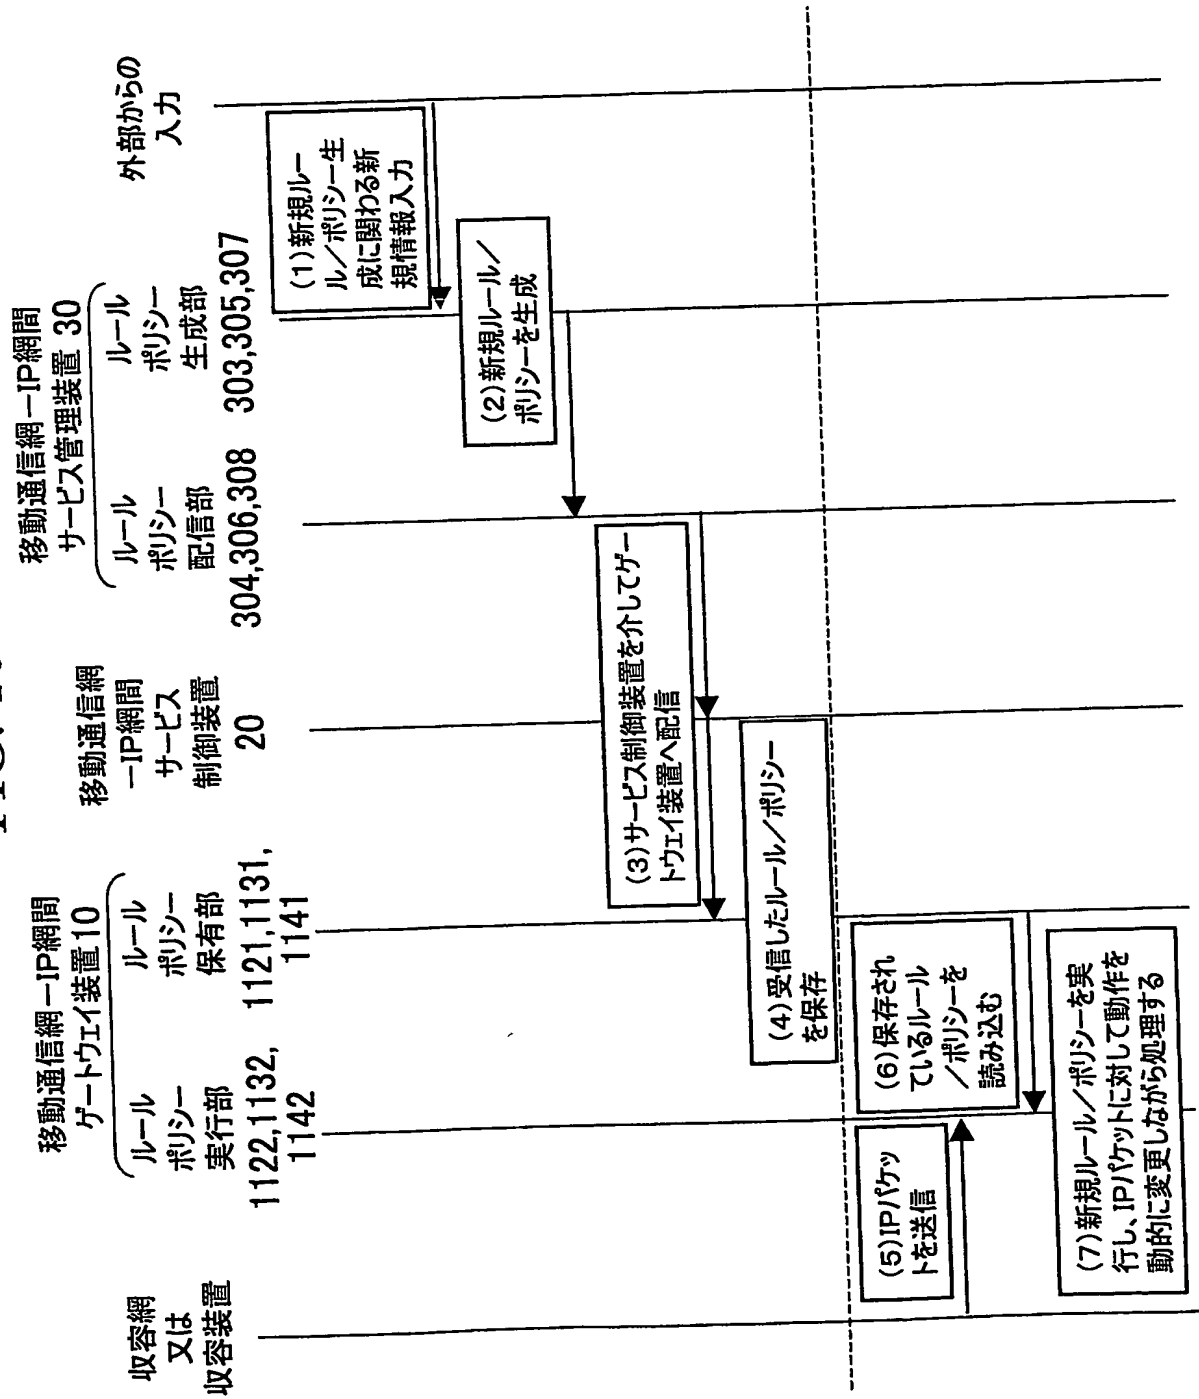 収容網
又は
収容装置
移動通信網ーIP網間
ゲートウェイ装置10
ルール
ポリシー
実行部
1122,1132,
1142
ルール
ポリシー
保有部
1121,1131,
1141
移動通信網
ーIP網間
サービス
制御装置
20
移動通信網ーIP網間
サービス管理装置 30
ルール
ポリシー
配信部
304,306,308
ルール
ポリシー
生成部
303,305,307
外部からの
入力
(1)新規ルー
ル/ポリシー生
成に関わる新
規情報入力
(2)新規ルール/
ポリシーを生成
(3)サービス制御装置を介してゲー
トウェイ装置へ配信
(4)受信したルール/ポリシー
を保存
(5)IPパケッ
トを送信
(6)保存され
ているルール
/ポリシーを
読み込む
(7)新規ルール/ポリシーを実
行し、IPパケットに対して動作を
動的に変更しながら処理する